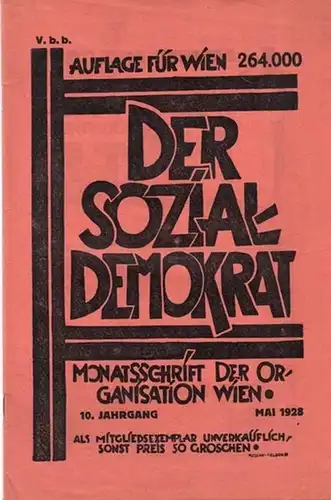 V. b. b.
AUFLAGE FÜR WIEN 264.000
DER
SOZIAL-
DEMOKRAT
MONATSSCHRIFT DER OR-
GANISATION WIEN.
10. JAHRGANG MAI 1928
ALS MITGLIEDSEXEMPLAR UNVERKÄUFLICH,
SONST PREIS 50 GROSCHEN.